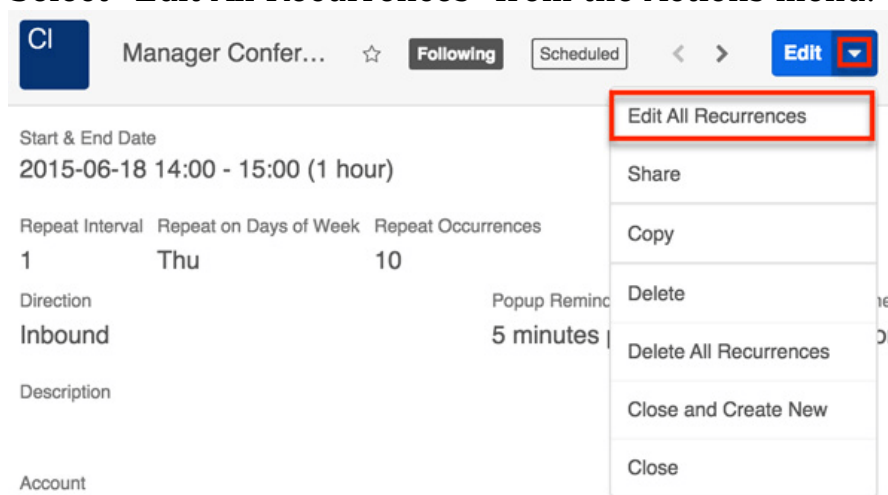 Select "Edit All Recurrences" from the Actions menu.
Cl Manager Confer... Following Scheduled < > Edit
Edit All Recurrences
Start & End Date
2015-06-18 14:00 - 15:00 (1 hour)
Share
Repeat Interval Repeat on Days of Week Repeat Occurrences
Copy
1 Thu 10
Direction Popup Reminc
Delete
Inbound 5 minutes
Delete All Recurrences
Description
Close and Create New
Close
Account